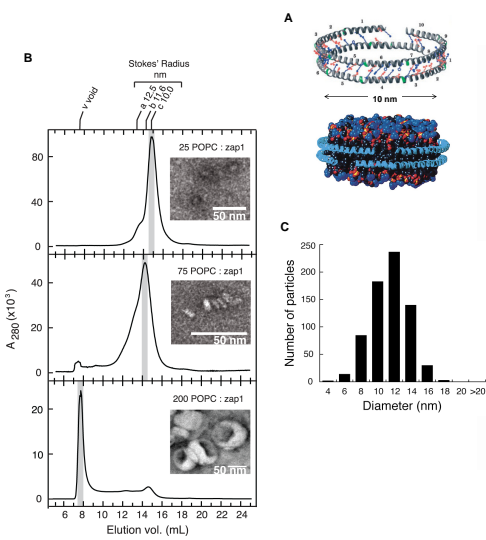 A
10 nm
B
Stokes' Radius
nm
v void
a 12.5
b 11.6
c 10.0
25 POPC : zap1
80
40
0
50 nm
75 POPC : zap1
40
20
0
50 nm
200 POPC : zap1
20
10
0
50 nm
A280 (x10³)
6 8 10 12 14 16 18 20 22 24
Elution vol. (mL)
C
250
200
150
100
50
0
Number of particles
4 6 8 10 12 14 16 18 20 >20
Diameter (nm)